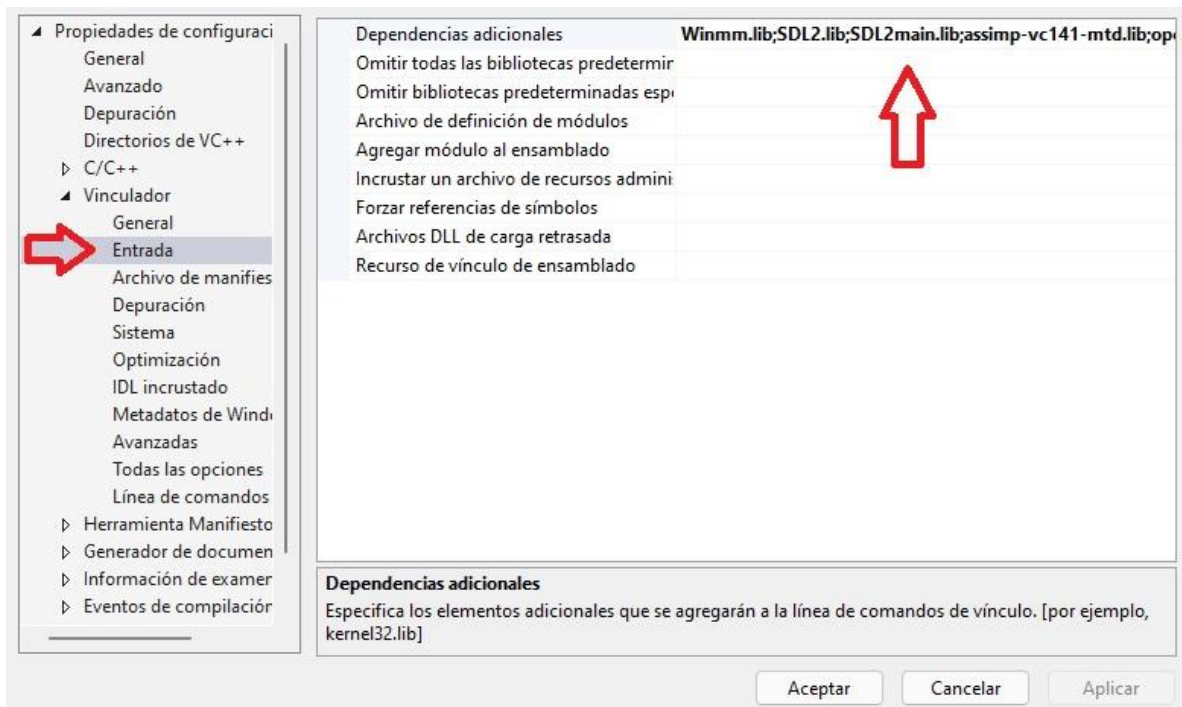 Propiedades de configuraci
General
Avanzado
Depuración
Directorios de VC++
C/C++
Vinculador
General
Entrada
Archivo de manifies
Depuración
Sistema
Optimización
IDL incrustado
Metadatos de Wind
Avanzadas
Todas las opciones
Línea de comandos
Herramienta Manifiesto
Generador de documen
Información de examen
Eventos de compilación
Dependencias adicionales Winmm.lib;SDL2.lib;SDL2main.lib;assimp-vc141-mtd.lib;ope
Omitir todas las bibliotecas predetermin
Omitir bibliotecas predeterminadas espe
Archivo de definición de módulos
Agregar módulo al ensamblado
Incrustar un archivo de recursos admini
Forzar referencias de símbolos
Archivos DLL de carga retrasada
Recurso de vínculo de ensamblado
Dependencias adicionales
Especifica los elementos adicionales que se agregarán a la línea de comandos de vínculo. [por ejemplo,
kernel32.lib]
Aceptar Cancelar Aplicar